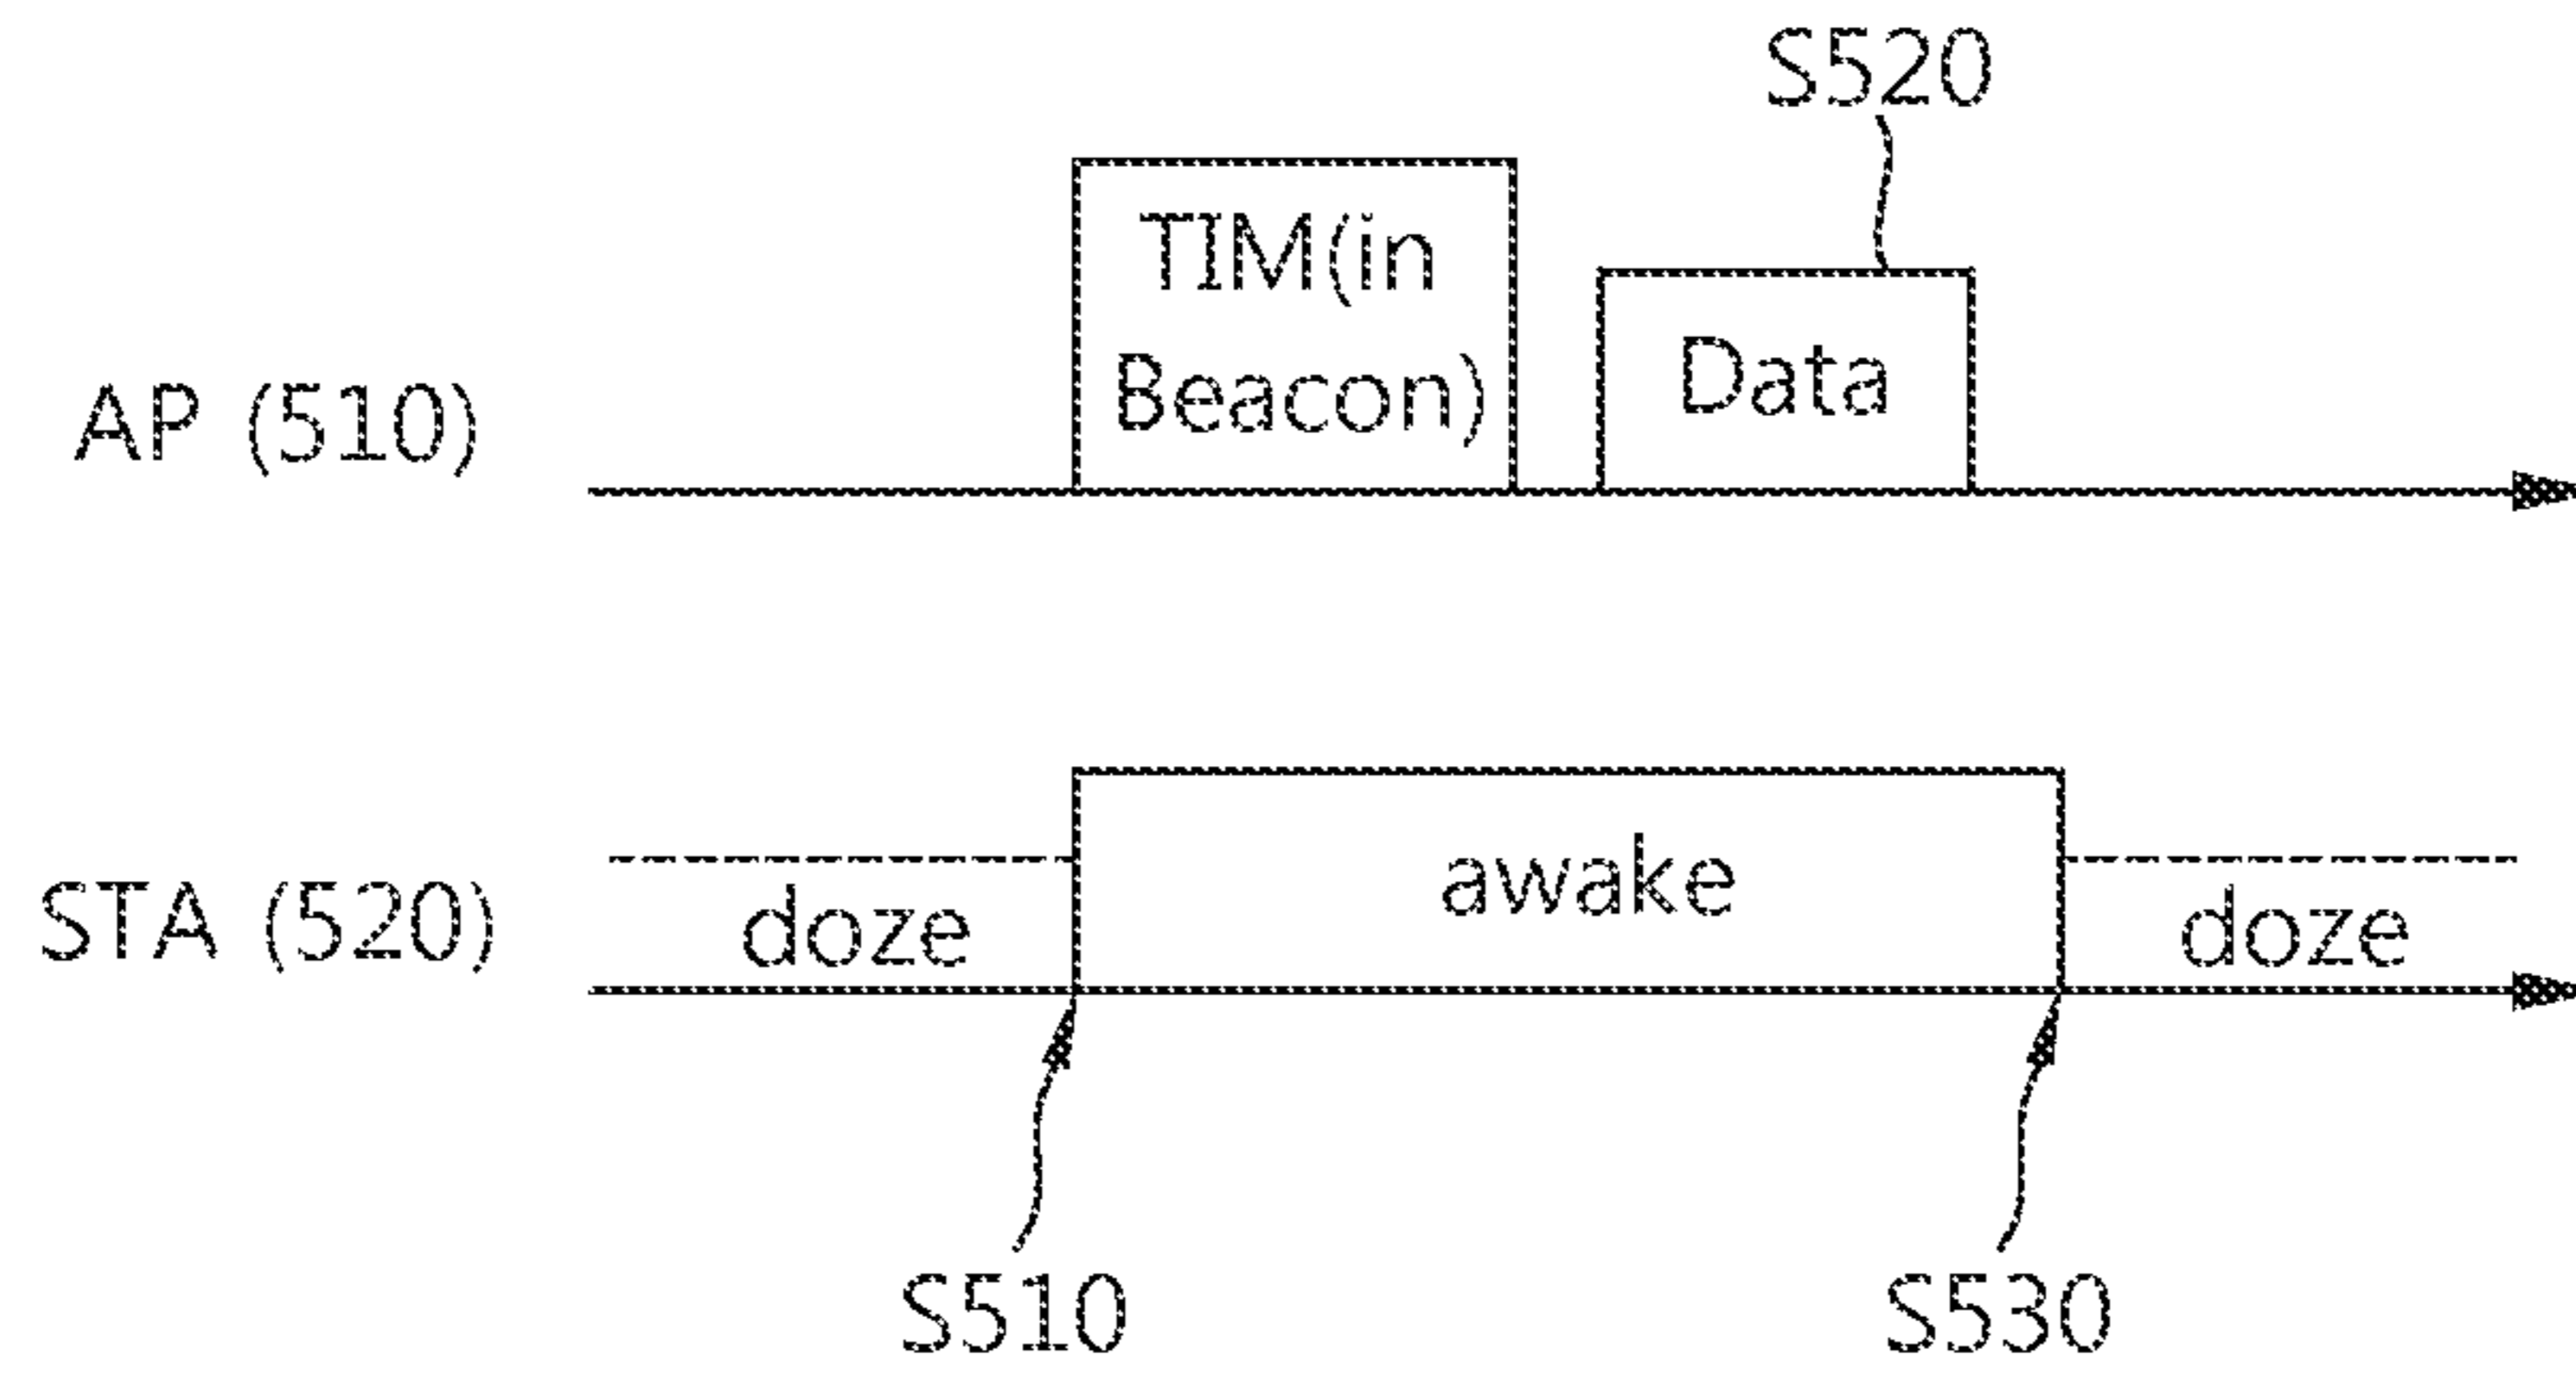 S520
TIM(in
Beacon)
Data
AP (510)
awake
STA (520)
doze
doze
S510
S530